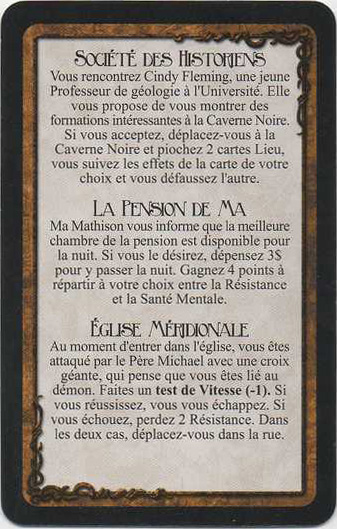 Société des Historiens
Vous rencontrez Cindy Fleming, une jeune
Professeur de géologie à l'Université. Elle
vous propose de vous montrer des
formations intéressantes à la Caverne Noire.
Si vous acceptez, déplacez-vous à la
Caverne Noire et piochez 2 cartes Lieu,
vous suivez les effets de la carte de votre
choix et vous défaussez l'autre.
La Pension de Ma
Ma Mathison vous informe que la meilleure
chambre de la pension est disponible pour
la nuit. Si vous le désirez, dépensez 3$
pour y passer la nuit. Gagnez 4 points à
répartir à votre choix entre la Résistance
et la Santé Mentale.
Église Méridionale
Au moment d'entrer dans l'église, vous êtes
attaqué par le Père Michael avec une croix
géante, qui pense que vous êtes lié au
démon. Faites un test de Vitesse (-1). Si
vous réussissez, vous vous échappez. Si
vous échouez, perdez 2 Résistance. Dans
les deux cas, déplacez-vous dans la rue.